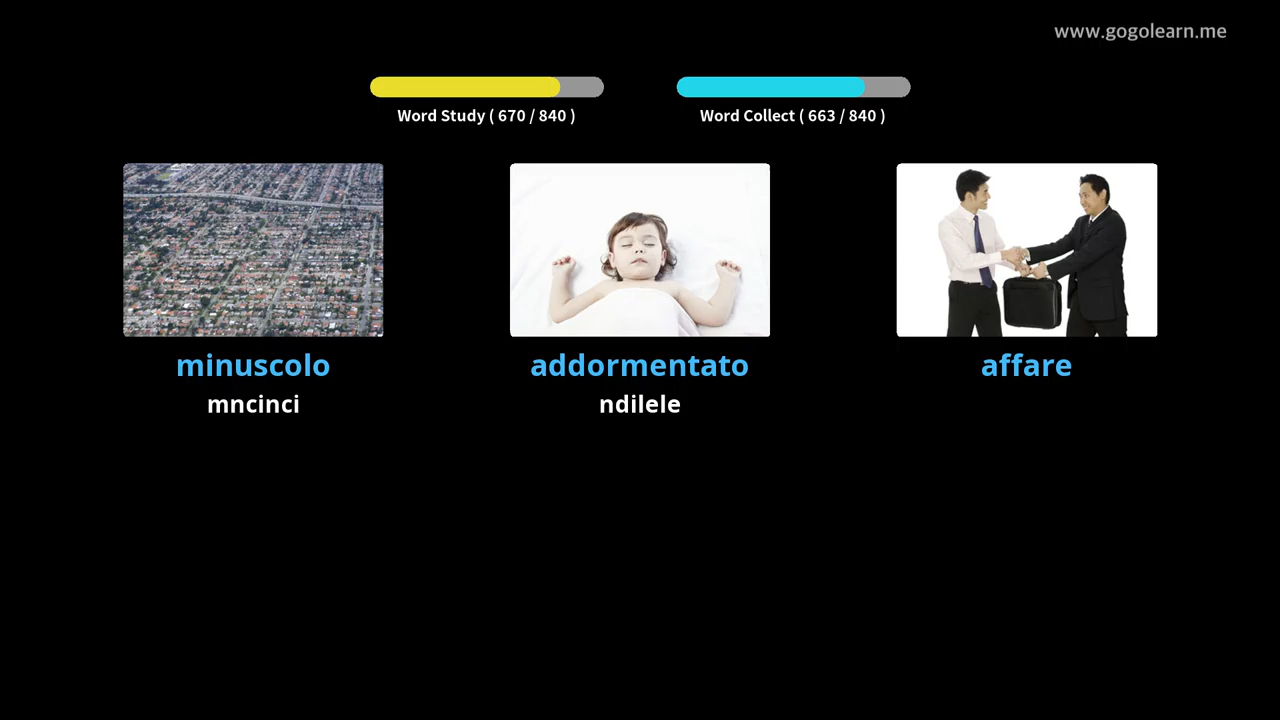 www.gogolearn.me
Word Study ( 670 / 840 )
Word Collect ( 663 / 840 )
minuscolo
addormentato
affare
mncinci
ndilele